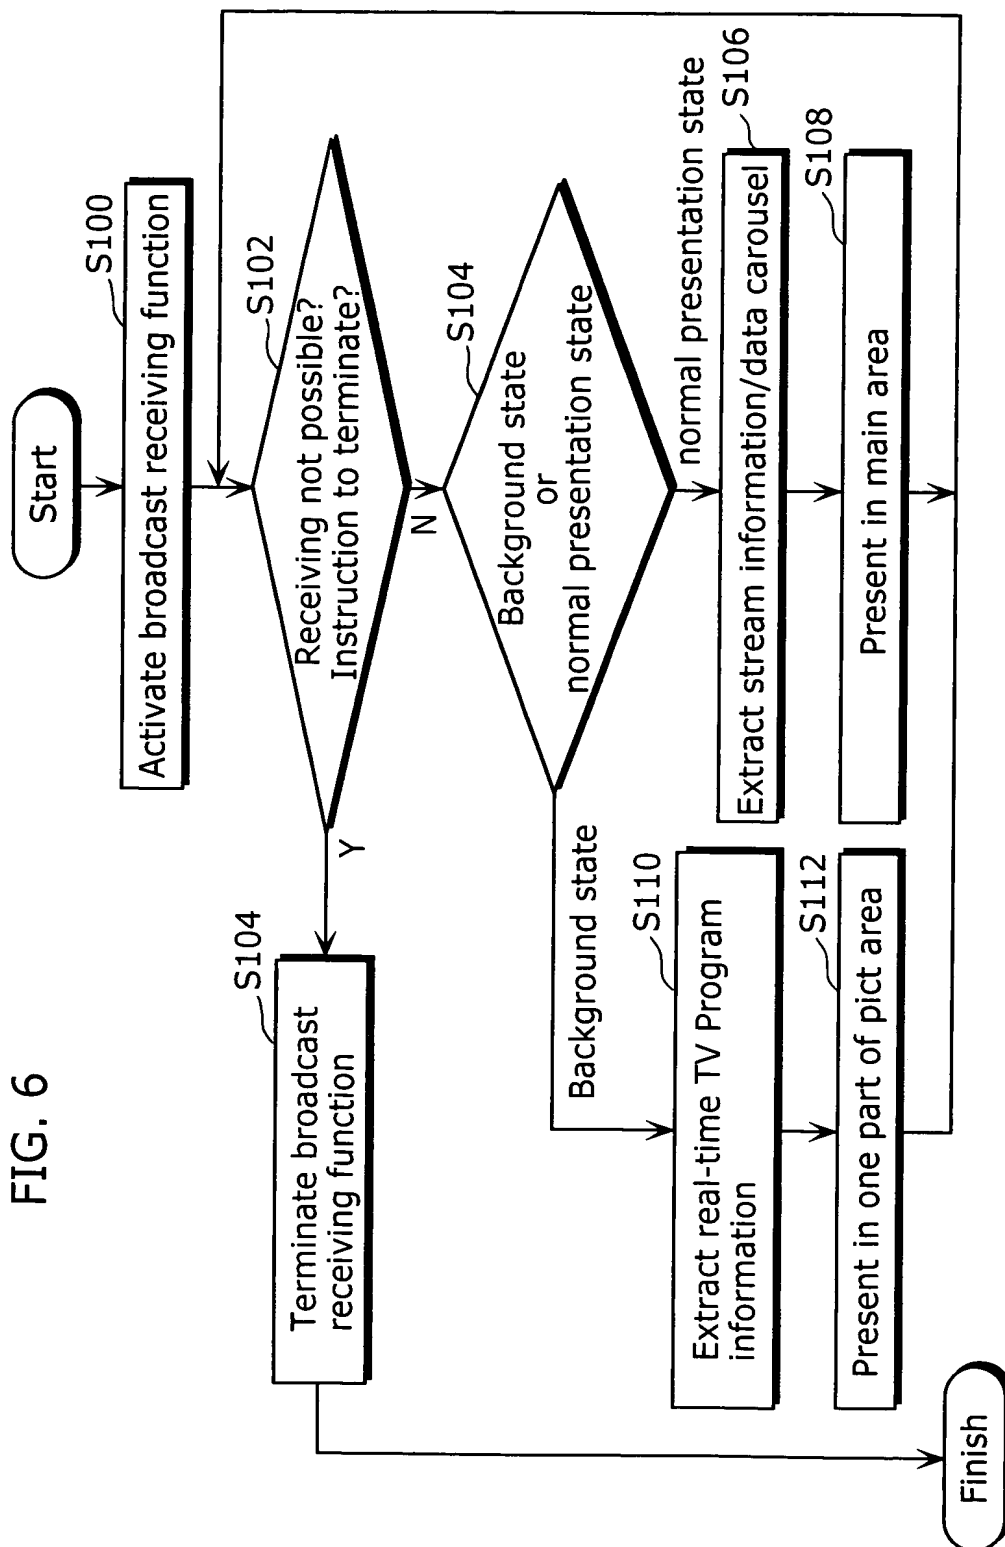 FIG. 6
Start
S100
Activate broadcast receiving function
S102
Receiving not possible?
Instruction to terminate?
Y
N
S104
Terminate broadcast
receiving function
S104
Background state
or
normal presentation state
Background state
normal presentation state
S110
Extract real-time TV Program
information
S106
Extract stream information/data carousel
S112
Present in one part of pict area
S108
Present in main area
Finish